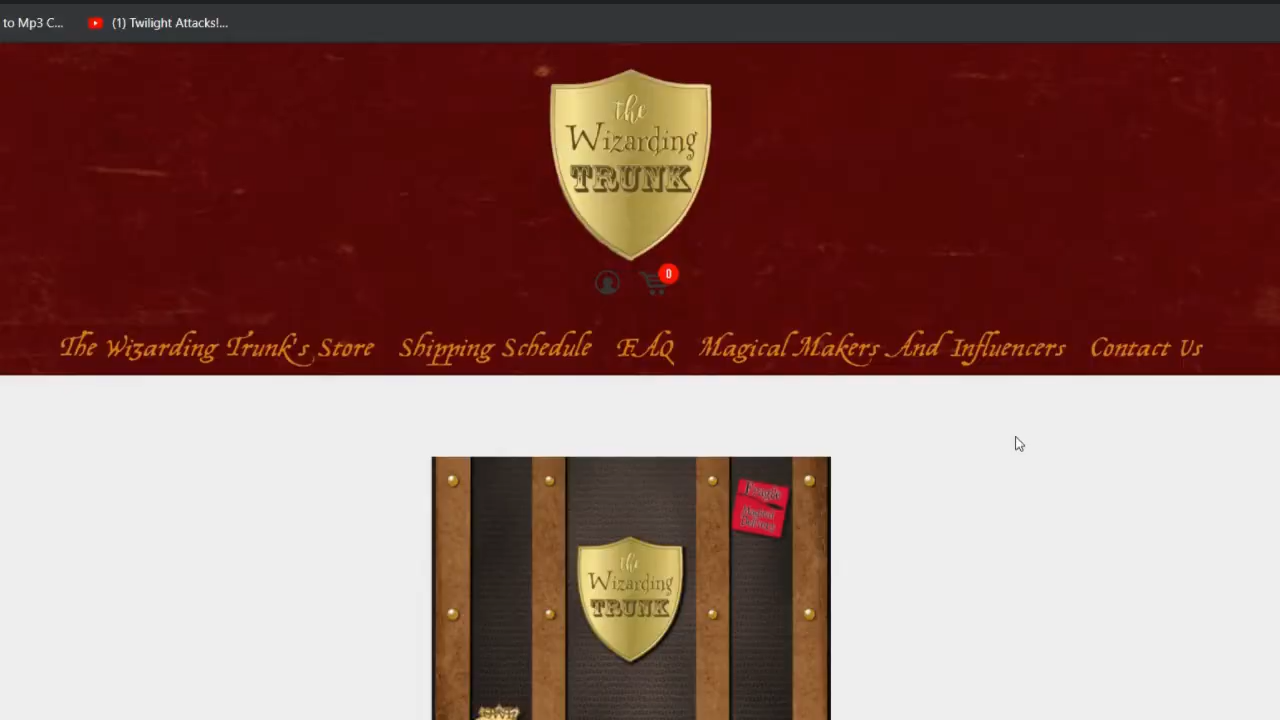 to Mp3 C...
(1) Twilight Attacks!...
The
Wizarding
TRUNK
0
The Wizarding Trunk's Store
Shipping Schedule
FAQ
Magical Makers And Influencers
Contact Us
Fragile
Magical
The
Wizarding
TRUNK